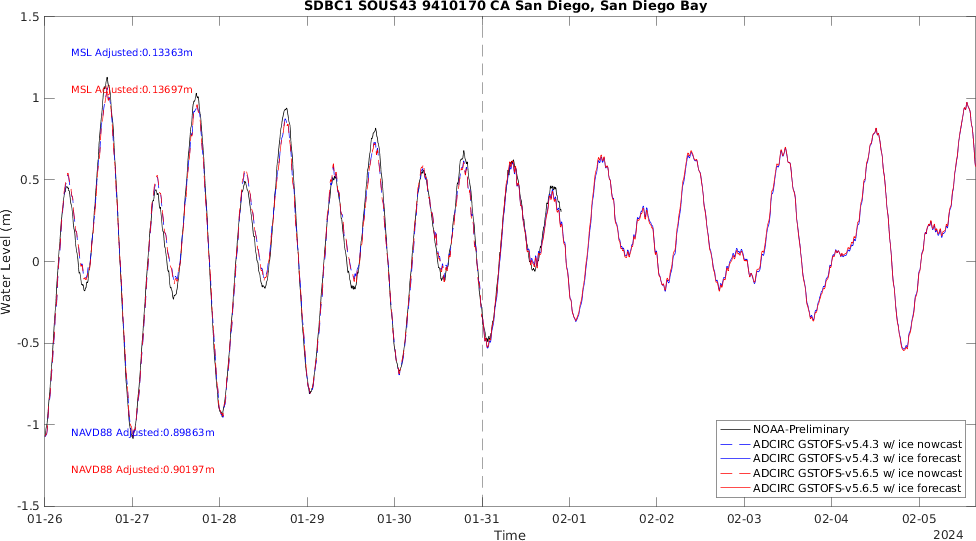 SDBC1 SOUS43 9410170 CA San Diego, San Diego Bay
1.5
1
0.5
0
-0.5
-1
-1.5
Water Level (m)
MSL Adjusted:0.13363m
MSL Adjusted:0.13697m
NAVD88 Adjusted:0.89863m
NAVD88 Adjusted:0.90197m
NOAA-Preliminary
ADCIRC GSTOFS-v5.4.3 w/ ice nowcast
ADCIRC GSTOFS-v5.4.3 w/ ice forecast
ADCIRC GSTOFS-v5.6.5 w/ ice nowcast
ADCIRC GSTOFS-v5.6.5 w/ ice forecast
01-26 01-27 01-28 01-29 01-30 01-31 02-01 02-02 02-03 02-04 02-05
Time
2024